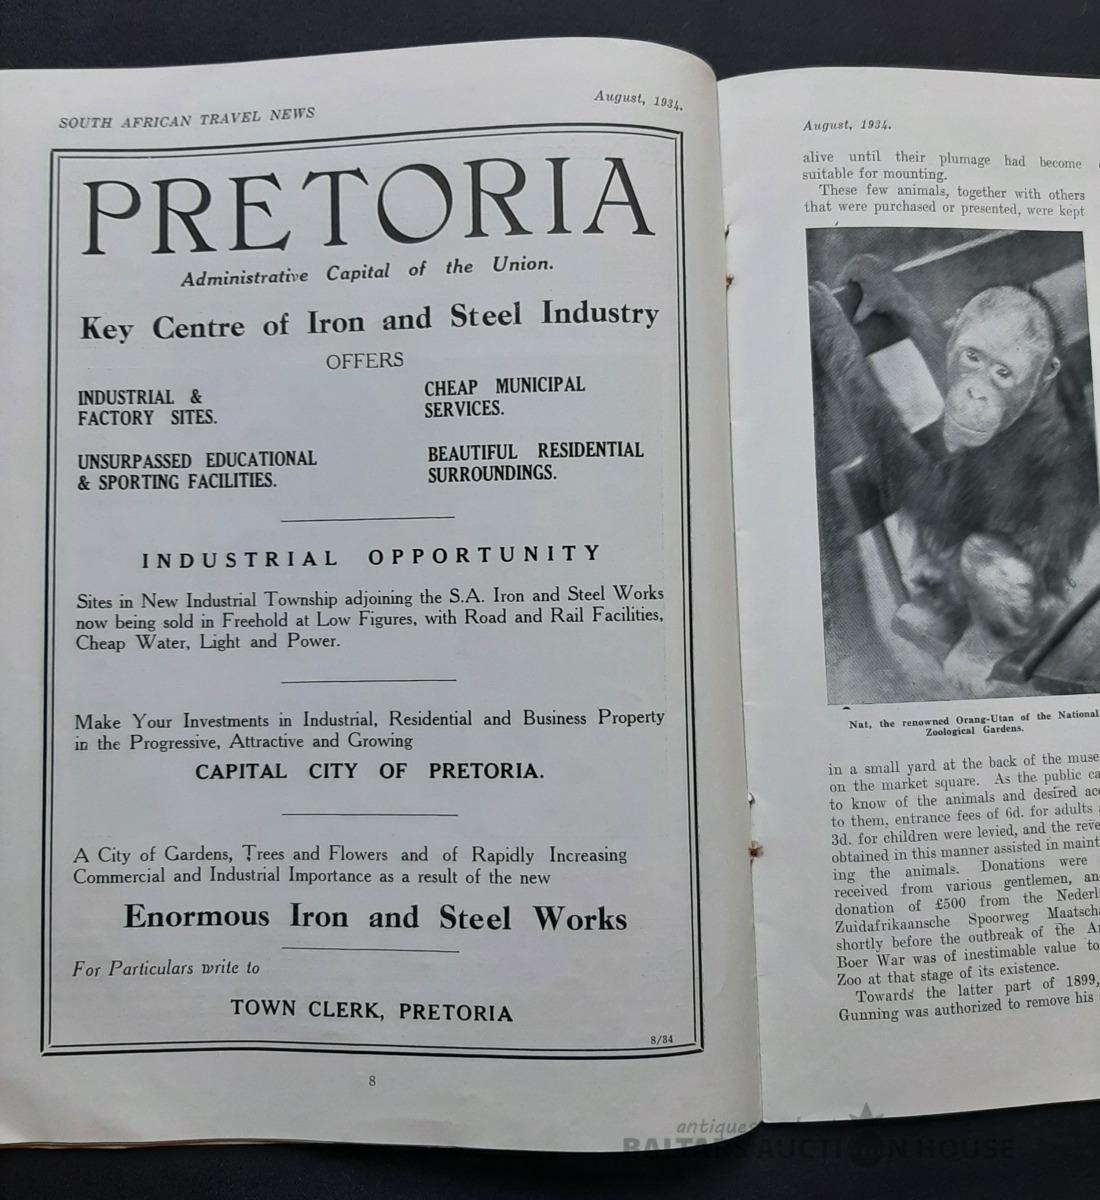 SOUTH AFRICAN TRAVEL NEWS
August, 1934.
PRETORIA
Administrative Capital of the Union.
Key Centre of Iron and Steel Industry
OFFERS
INDUSTRIAL &
FACTORY SITES.
CHEAP MUNICIPAL
SERVICES.
UNSURPASSED EDUCATIONAL
& SPORTING FACILITIES.
BEAUTIFUL RESIDENTIAL
SURROUNDINGS.
INDUSTRIAL OPPORTUNITY
Sites in New Industrial Township adjoining the S.A. Iron and Steel Works
now being sold in Freehold at Low Figures, with Road and Rail Facilities,
Cheap Water, Light and Power.
Make Your Investments in Industrial, Residential and Business Property
in the Progressive, Attractive and Growing
CAPITAL CITY OF PRETORIA.
A City of Gardens, Trees and Flowers and of Rapidly Increasing
Commercial and Industrial Importance as a result of the new
Enormous Iron and Steel Works
For Particulars write to
TOWN CLERK, PRETORIA
8/34
8
August, 1934.
alive until their plumage had become
suitable for mounting.
These few animals, together with others
that were purchased or presented, were kept
Nat, the renowned Orang-Utan of the National
Zoological Gardens.
in a small yard at the back of the muse
on the market square. As the public ca
to know of the animals and desired acc
to them, entrance fees of 6d. for adults
3d. for children were levied, and the reve
obtained in this manner assisted in maint
ing the animals. Donations were
received from various gentlemen, an
donation of £500 from the Nederl
Zuidafrikaansche Spoorweg Maatscha
shortly before the outbreak of the A
Boer War was of inestimable value to
Zoo at that stage of its existence.
Towards the latter part of 1899,
Gunning was authorized to remove his
antiques
AUCTION HOUSE